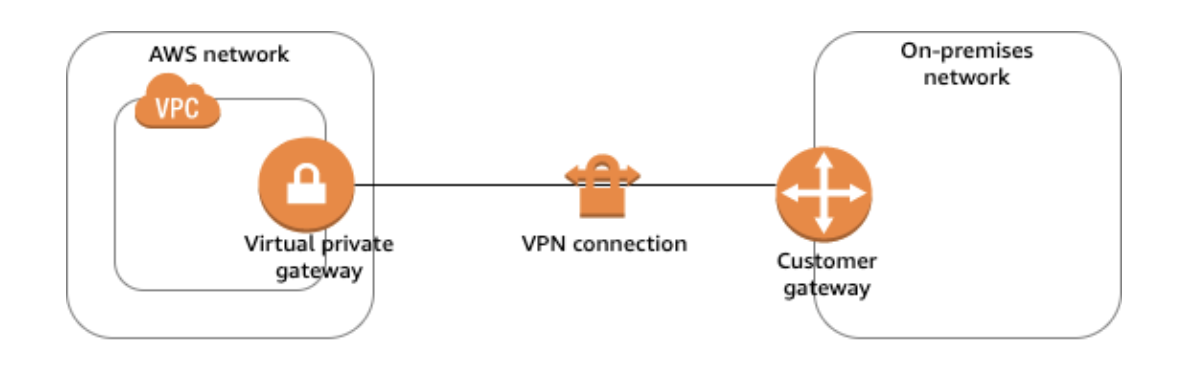 AWS network
VPC
Virtual private
gateway
VPN connection
Customer
gateway
On-premises
network